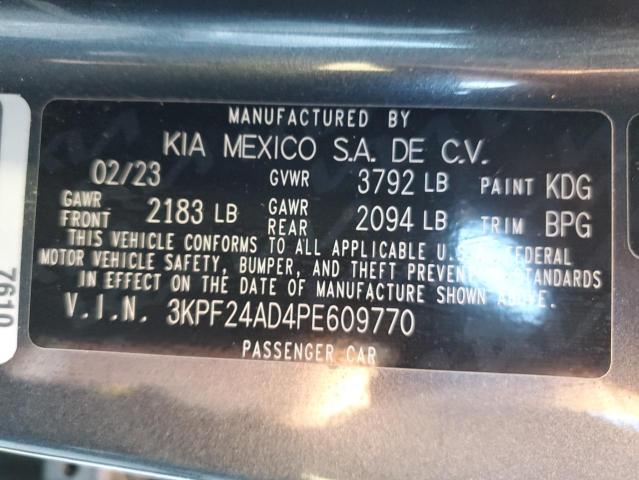 MANUFACTURED BY
KIA MEXICO S.A. DE C.V.
02/23 GVWR 3792 LB PAINT KDG
GAWR FRONT 2183 LB GAWR REAR 2094 LB TRIM BPG
THIS VEHICLE CONFORMS TO ALL APPLICABLE U.S. FEDERAL
MOTOR VEHICLE SAFETY, BUMPER, AND THEFT PREVENTION STANDARDS
IN EFFECT ON THE DATE OF MANUFACTURE SHOWN ABOVE.
V.I.N. 3KPF24AD4PE609770
PASSENGER CAR
7610